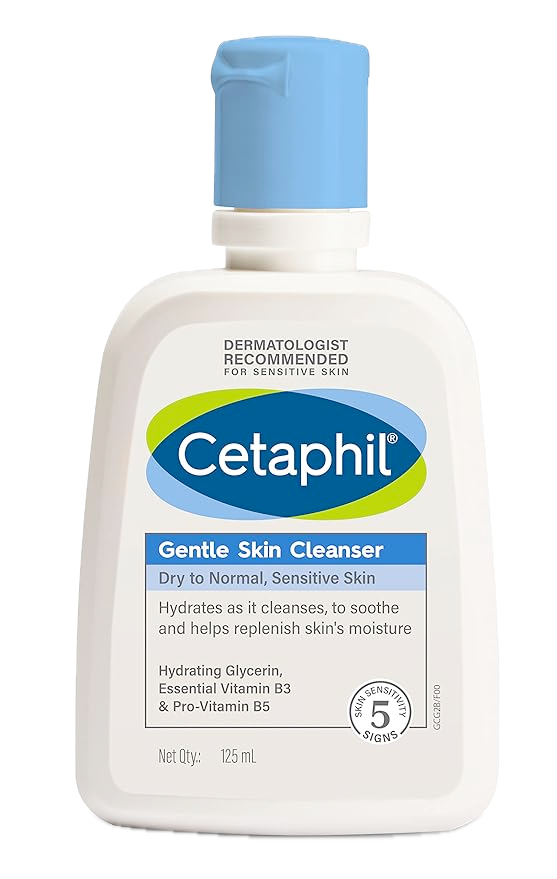 DERMATOLOGIST
RECOMMENDED
FOR SENSITIVE SKIN
Cetaphil®
Gentle Skin Cleanser
Dry to Normal, Sensitive Skin
Hydrates as it cleanses, to soothe
and helps replenish skin's moisture
Hydrating Glycerin,
Essential Vitamin B3
& Pro-Vitamin B5
SKIN SENSITIVITY
5
SIGNS
GCG2B/F00
Net Qty.: 125 mL